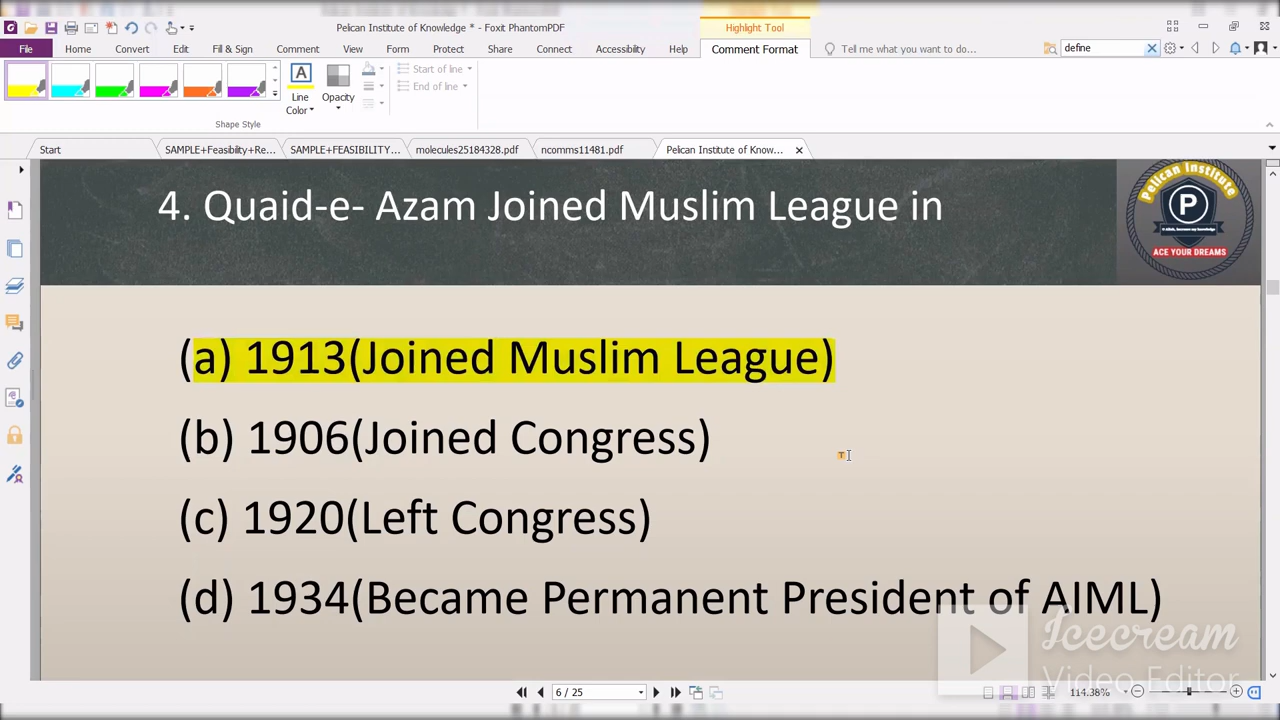 Pelican Institute of Knowledge * - Foxit PhantomPDF
Highlight Tool
File Home Convert Edit Fill & Sign Comment View Form Protect Share Connect Accessibility Help Comment Format Tell me what you want to do... define
Line Color
Opacity
Start of line
End of line
Shape Style
Start SAMPLE+Feasibilty+Re... SAMPLE+FEASIBILITY... molecules25184328.pdf ncomms11481.pdf Pelican Institute of Know...
4. Quaid-e- Azam Joined Muslim League in
Pelican Institute
P
ACE YOUR DREAMS
(a) 1913(Joined Muslim League)
(b) 1906(Joined Congress)
(c) 1920(Left Congress)
(d) 1934(Became Permanent President of AIML)
Icecream
Video Editor
6 / 25
114.38%